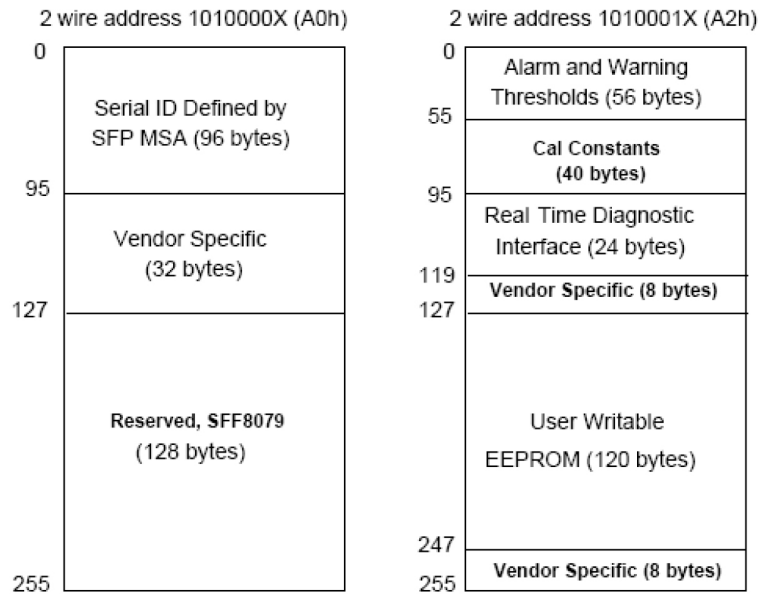 2 wire address 1010000X (A0h)
0
Serial ID Defined by
SFP MSA (96 bytes)
95
Vendor Specific
(32 bytes)
127
Reserved, SFF8079
(128 bytes)
255
2 wire address 1010001X (A2h)
0
Alarm and Warning
Thresholds (56 bytes)
55
Cal Constants
(40 bytes)
95
Real Time Diagnostic
Interface (24 bytes)
119
Vendor Specific (8 bytes)
127
User Writable
EEPROM (120 bytes)
247
Vendor Specific (8 bytes)
255